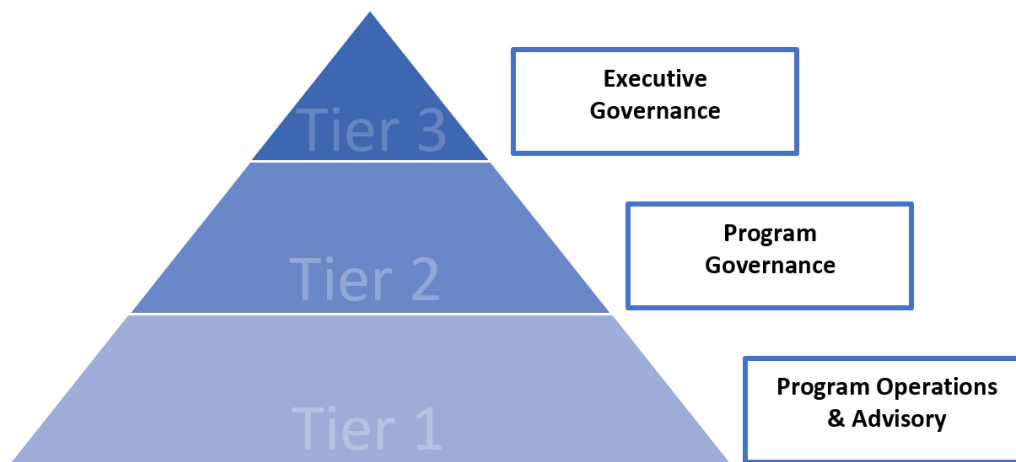 Tier 3
Executive
Governance
Tier 2
Program
Governance
Tier 1
Program Operations
& Advisory